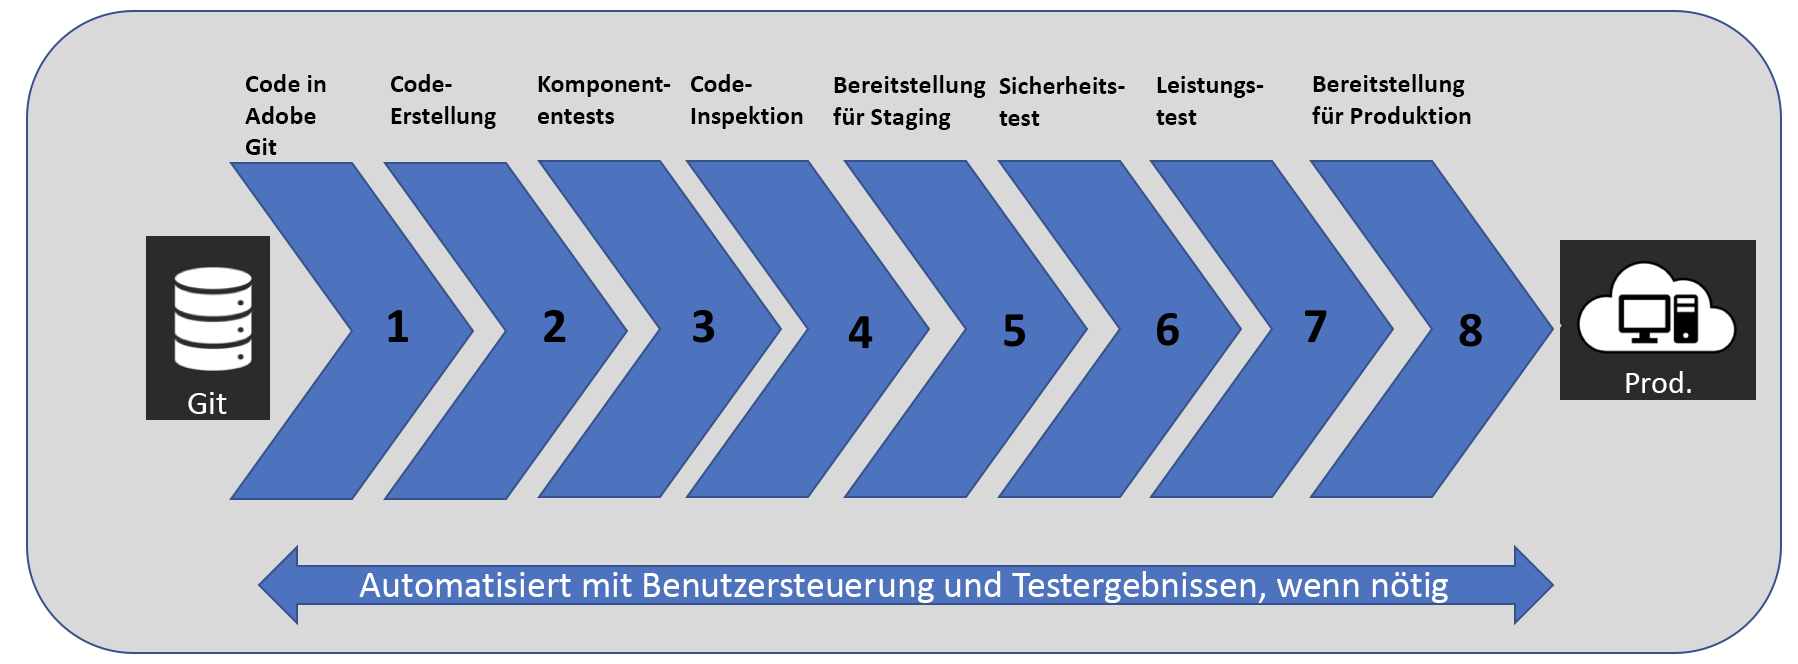 Code in
Adobe
Git
Code-
Erstellung
Komponent-
entests
Code-
Inspektion
Bereitstellung
für Staging
Sicherheits-
test
Leistungs-
test
Bereitstellung
für Produktion
Git
1
2
3
4
5
6
7
8
Prod.
Automatisiert mit Benutzersteuerung und Testergebnissen, wenn nötig